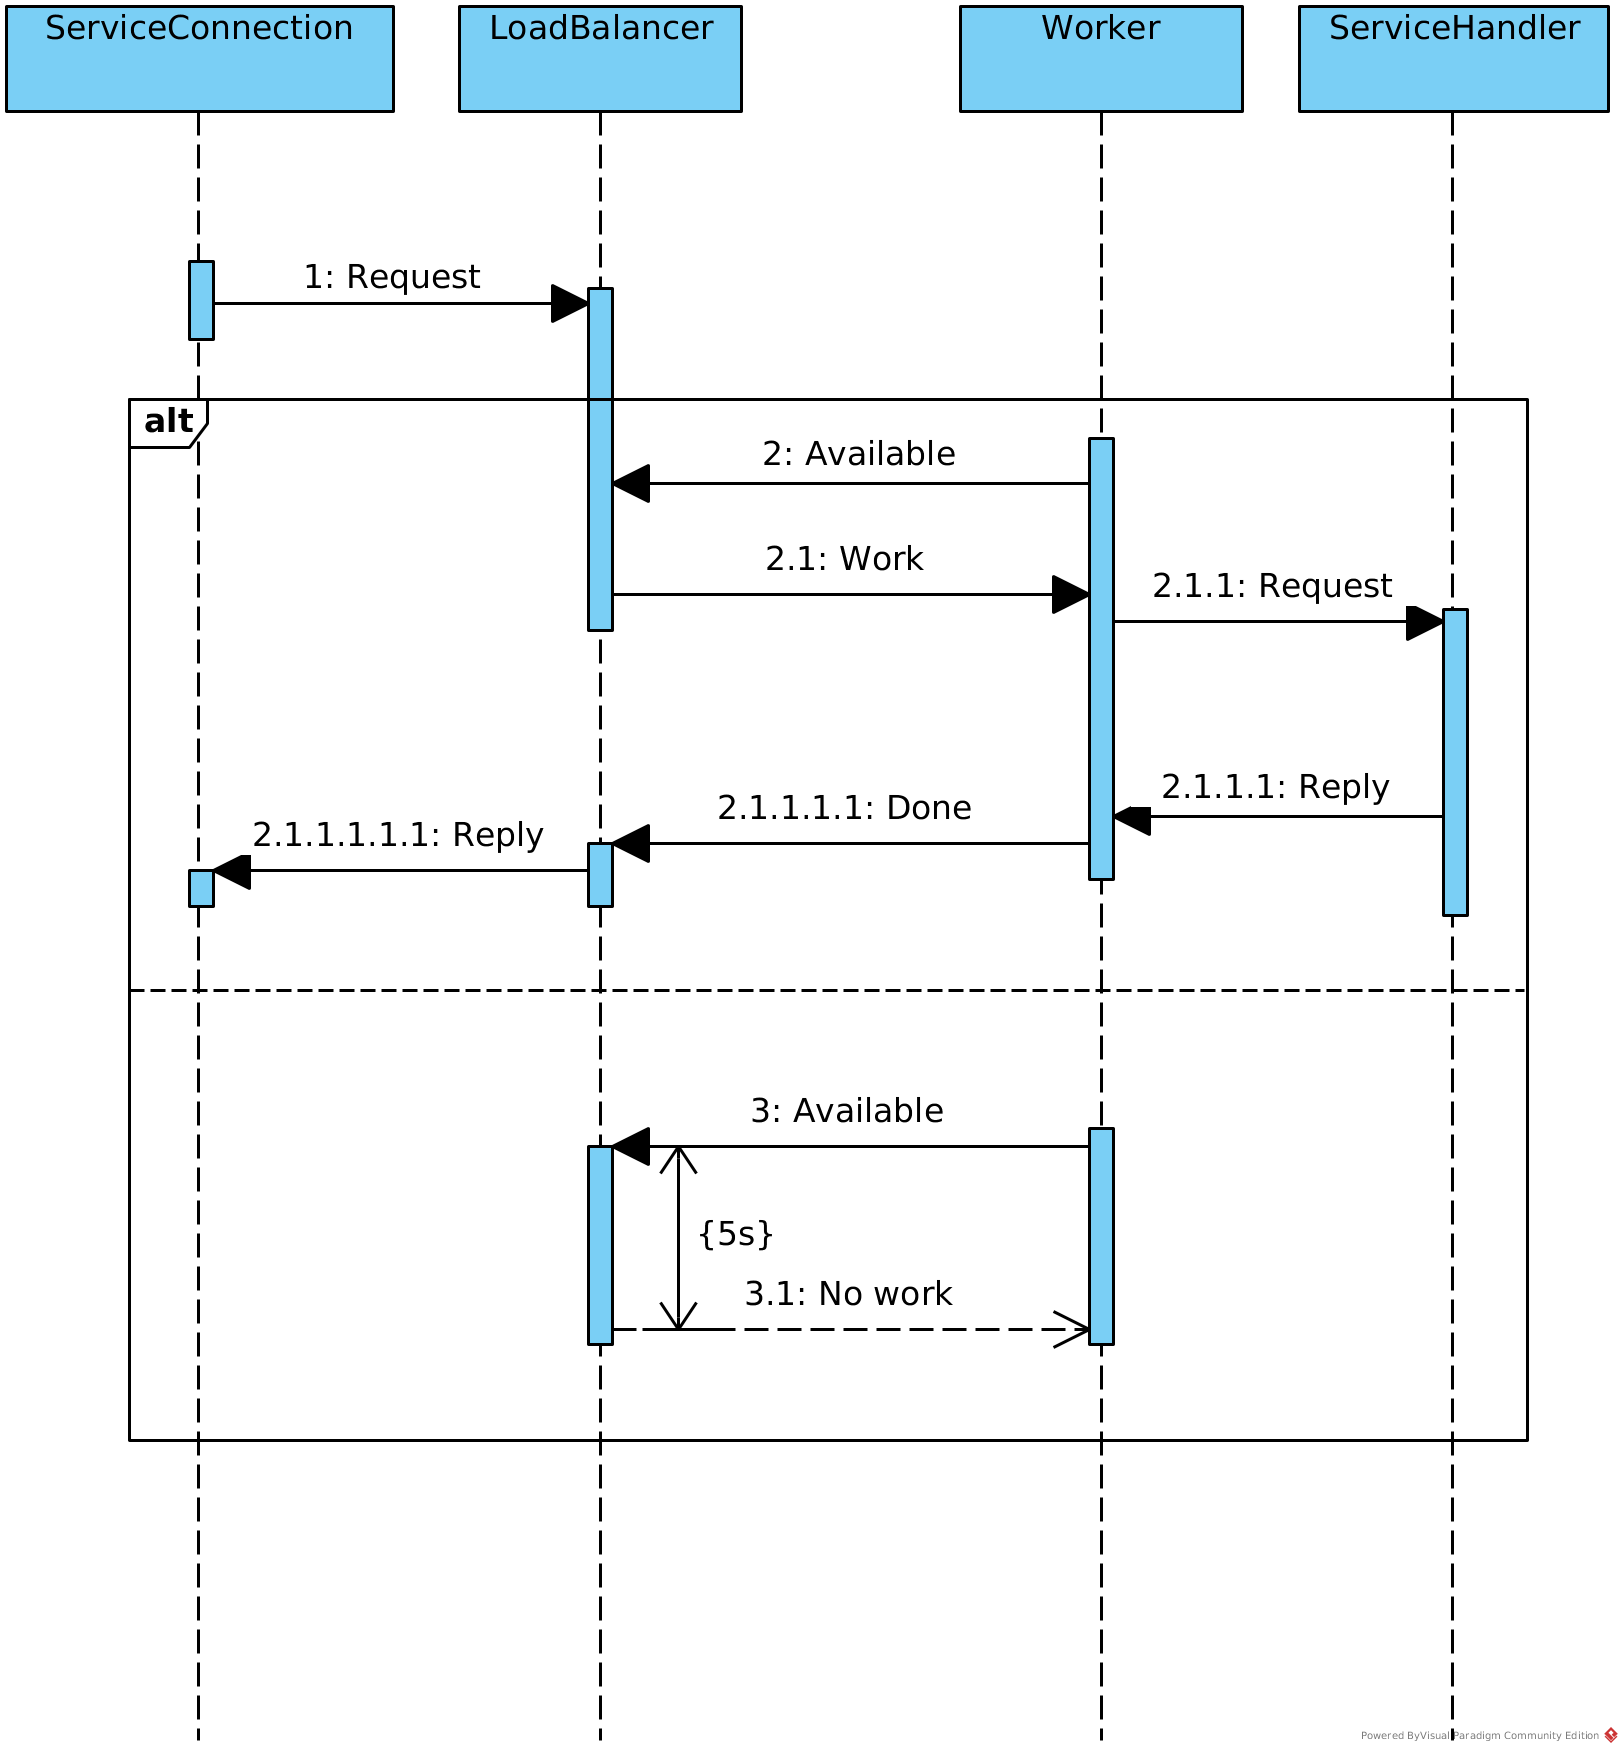 ServiceConnection
LoadBalancer
Worker
ServiceHandler
1: Request
alt
2: Available
2.1: Work
2.1.1: Request
2.1.1.1: Reply
2.1.1.1.1: Done
2.1.1.1.1.1: Reply
3: Available
{5s}
3.1: No work
Powered ByVisual Paradigm Community Edition